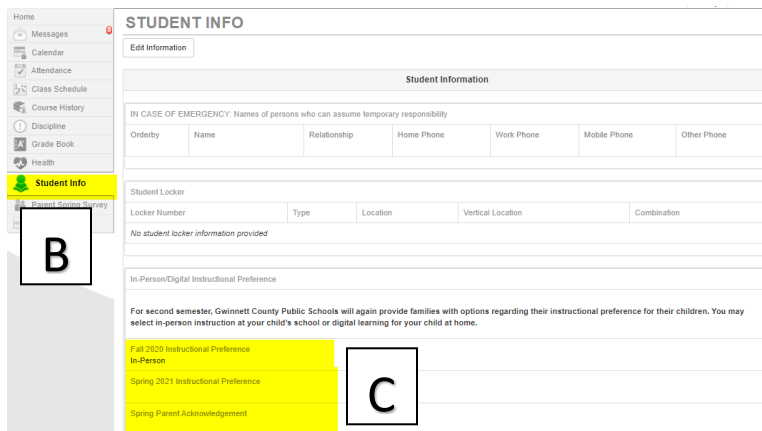 Home
Messages
Calendar
Attendance
Class Schedule
Course History
Discipline
Grade Book
Health
Student Info
Parent Spring Survey
B
STUDENT INFO
Edit Information
Student Information
IN CASE OF EMERGENCY: Names of persons who can assume temporary responsibility
Orderby Name Relationship Home Phone Work Phone Mobile Phone Other Phone
Student Locker
Locker Number Type Location Vertical Location Combination
No student locker information provided
In-Person/Digital Instructional Preference
For second semester, Gwinnett County Public Schools will again provide families with options regarding their instructional preference for their children. You may
select in-person instruction at your child's school or digital learning for your child at home.
Fall 2020 Instructional Preference
In-Person
Spring 2021 Instructional Preference
Spring Parent Acknowledgement
C